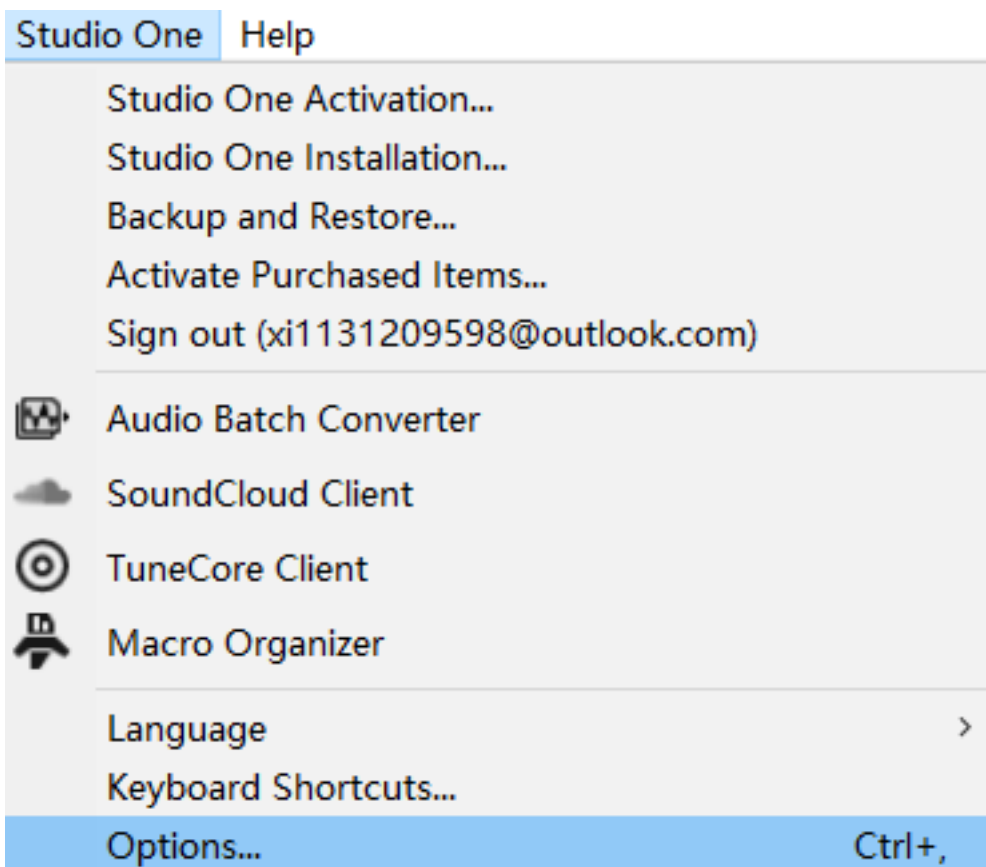 Studio One Help
Studio One Activation...
Studio One Installation...
Backup and Restore...
Activate Purchased Items...
Sign out (xi1131209598@outlook.com)
Audio Batch Converter
SoundCloud Client
TuneCore Client
Macro Organizer
Language
Keyboard Shortcuts...
Options... Ctrl+,